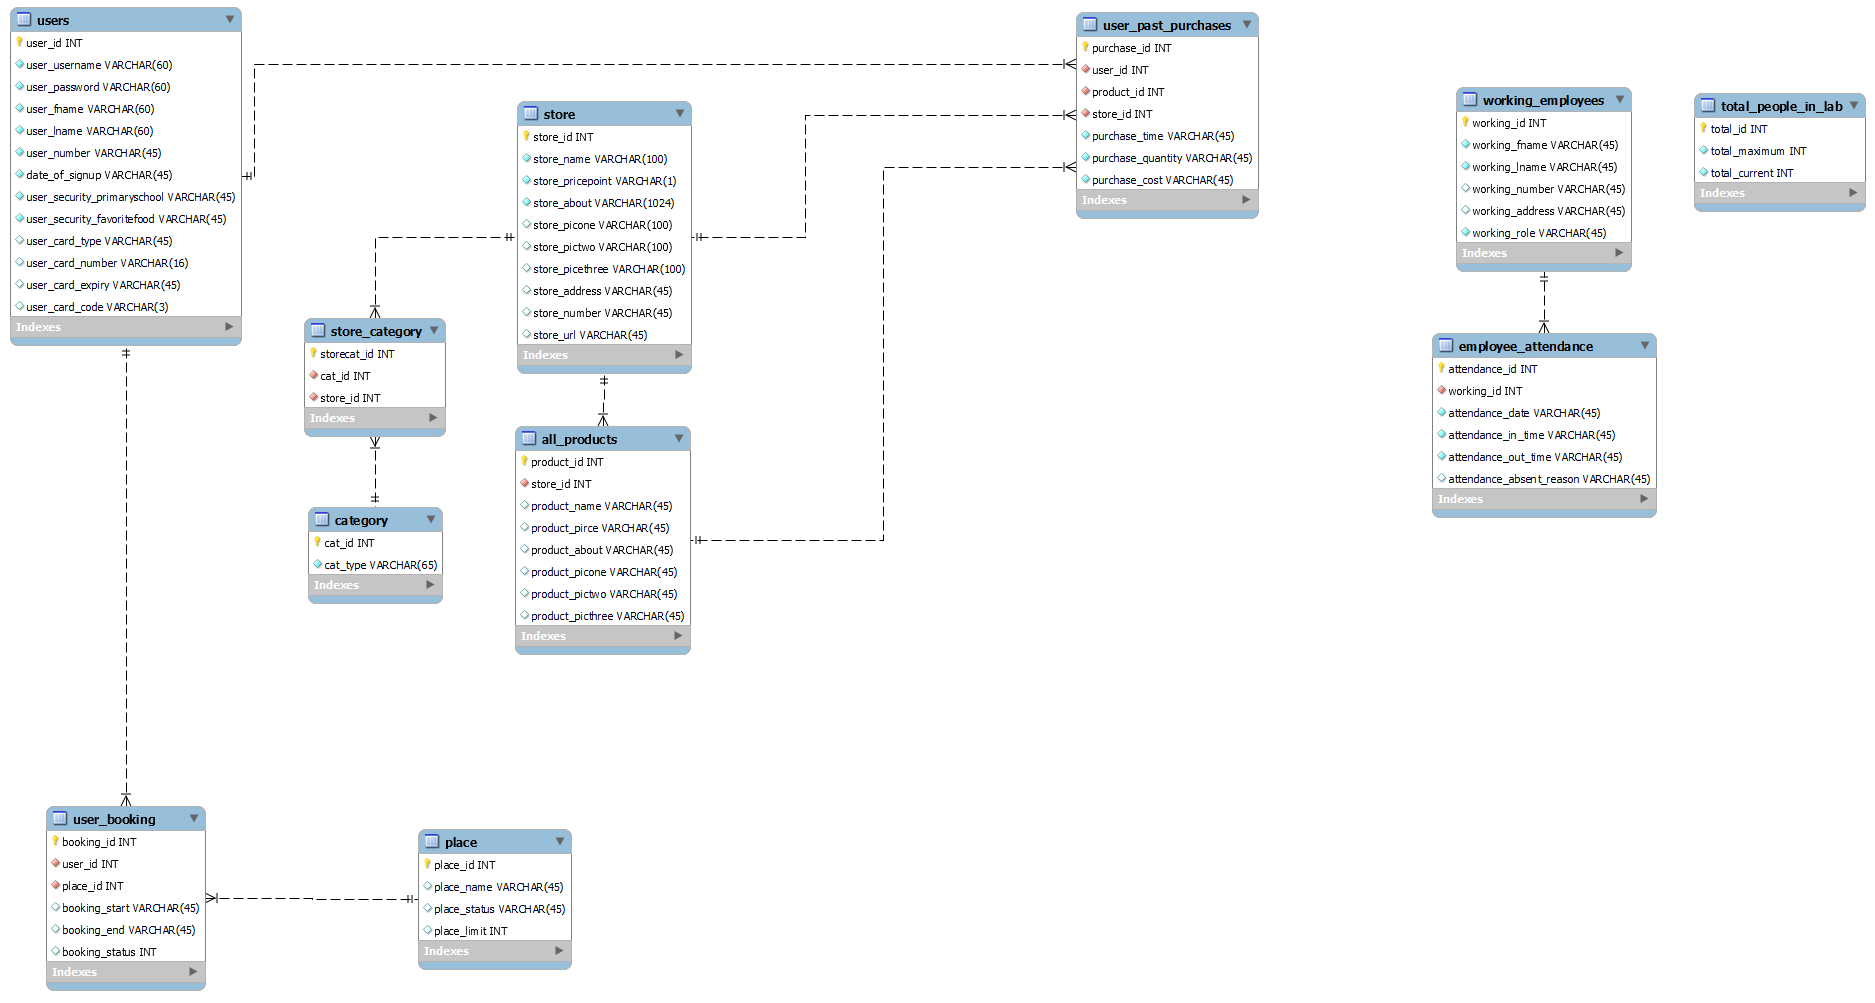 users
user_id INT
user_username VARCHAR(60)
user_password VARCHAR(60)
user_fname VARCHAR(60)
user_lname VARCHAR(60)
user_number VARCHAR(45)
date_of_signup VARCHAR(45)
user_security_primaryschool VARCHAR(45)
user_security_favoritefood VARCHAR(45)
user_card_type VARCHAR(45)
user_card_number VARCHAR(16)
user_card_expiry VARCHAR(45)
user_card_code VARCHAR(3)
Indexes
store
store_id INT
store_name VARCHAR(100)
store_pricepoint VARCHAR(1)
store_about VARCHAR(1024)
store_picone VARCHAR(100)
store_pictwo VARCHAR(100)
store_picethree VARCHAR(100)
store_address VARCHAR(45)
store_number VARCHAR(45)
store_url VARCHAR(45)
Indexes
user_past_purchases
purchase_id INT
user_id INT
product_id INT
store_id INT
purchase_time VARCHAR(45)
purchase_quantity VARCHAR(45)
purchase_cost VARCHAR(45)
Indexes
working_employees
working_id INT
working_fname VARCHAR(45)
working_lname VARCHAR(45)
working_number VARCHAR(45)
working_address VARCHAR(45)
working_role VARCHAR(45)
Indexes
total_people_in_lab
total_id INT
total_maximum INT
total_current INT
Indexes
store_category
storecat_id INT
cat_id INT
store_id INT
Indexes
category
cat_id INT
cat_type VARCHAR(65)
Indexes
all_products
product_id INT
store_id INT
product_name VARCHAR(45)
product_pirce VARCHAR(45)
product_about VARCHAR(45)
product_picone VARCHAR(45)
product_pictwo VARCHAR(45)
product_picthree VARCHAR(45)
Indexes
employee_attendance
attendance_id INT
working_id INT
attendance_date VARCHAR(45)
attendance_in_time VARCHAR(45)
attendance_out_time VARCHAR(45)
attendance_absent_reason VARCHAR(45)
Indexes
user_booking
booking_id INT
user_id INT
place_id INT
booking_start VARCHAR(45)
booking_end VARCHAR(45)
booking_status INT
Indexes
place
place_id INT
place_name VARCHAR(45)
place_status VARCHAR(45)
place_limit INT
Indexes